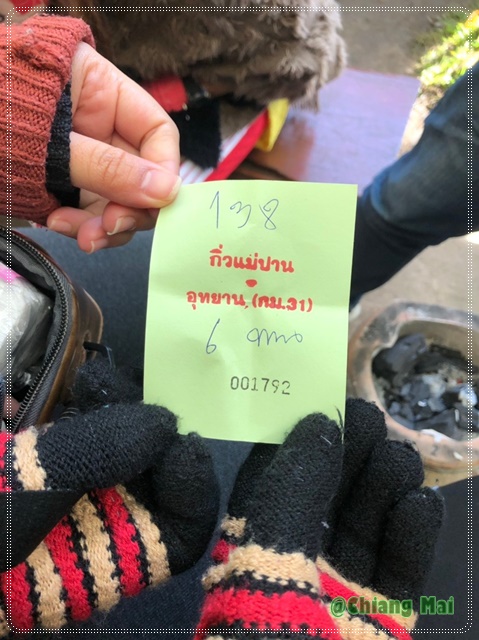 138
กิ่วแม่ปาน
อุทยาน, (กม.31)
6
001792
@Chiang Mai